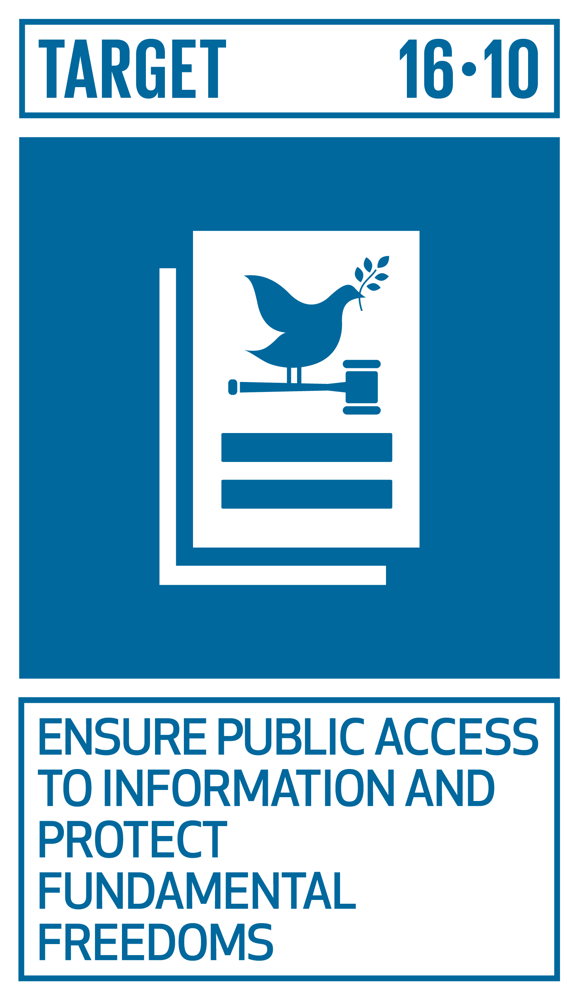 TARGET 16•10
ENSURE PUBLIC ACCESS
TO INFORMATION AND
PROTECT
FUNDAMENTAL
FREEDOMS